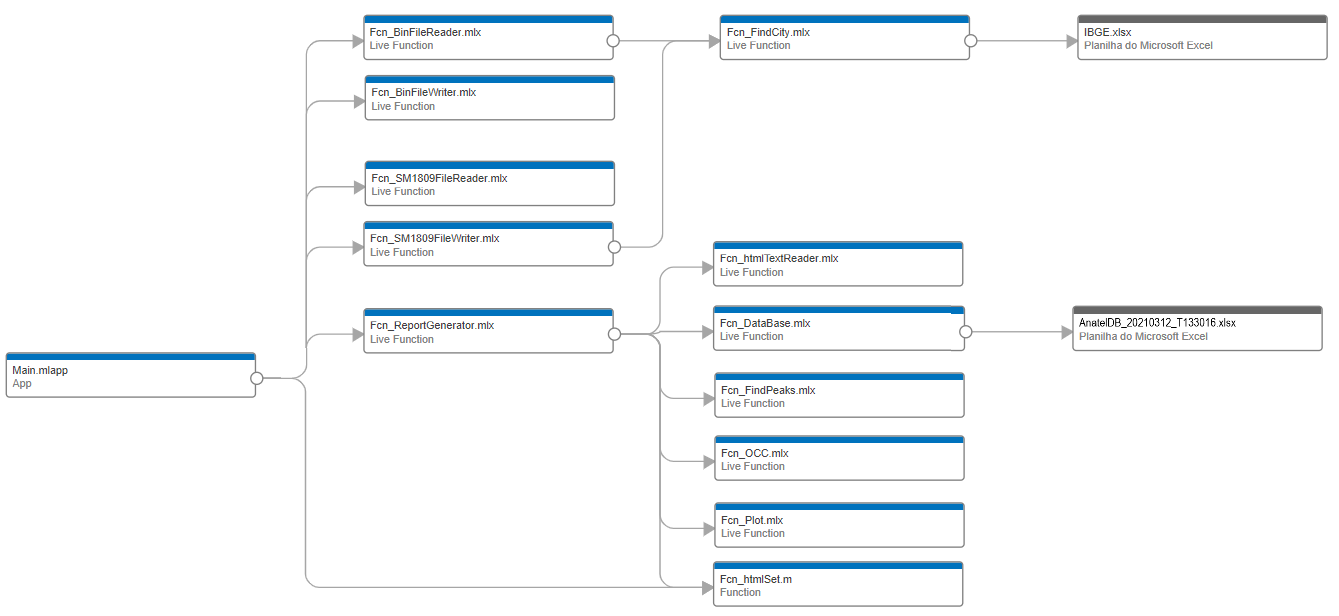 Fcn_BinFileReader.mlx
Live Function
Fcn_FindCity.mlx
Live Function
IBGE.xlsx
Planilha do Microsoft Excel
Fcn_BinFileWriter.mlx
Live Function
Fcn_SM1809FileReader.mlx
Live Function
Fcn_SM1809FileWriter.mlx
Live Function
Fcn_htmlTextReader.mlx
Live Function
Fcn_ReportGenerator.mlx
Live Function
Fcn_DataBase.mlx
Live Function
AnatelDB_20210312_T133016.xlsx
Planilha do Microsoft Excel
Main.mlapp
App
Fcn_FindPeaks.mlx
Live Function
Fcn_OCC.mlx
Live Function
Fcn_Plot.mlx
Live Function
Fcn_htmlSet.m
Function